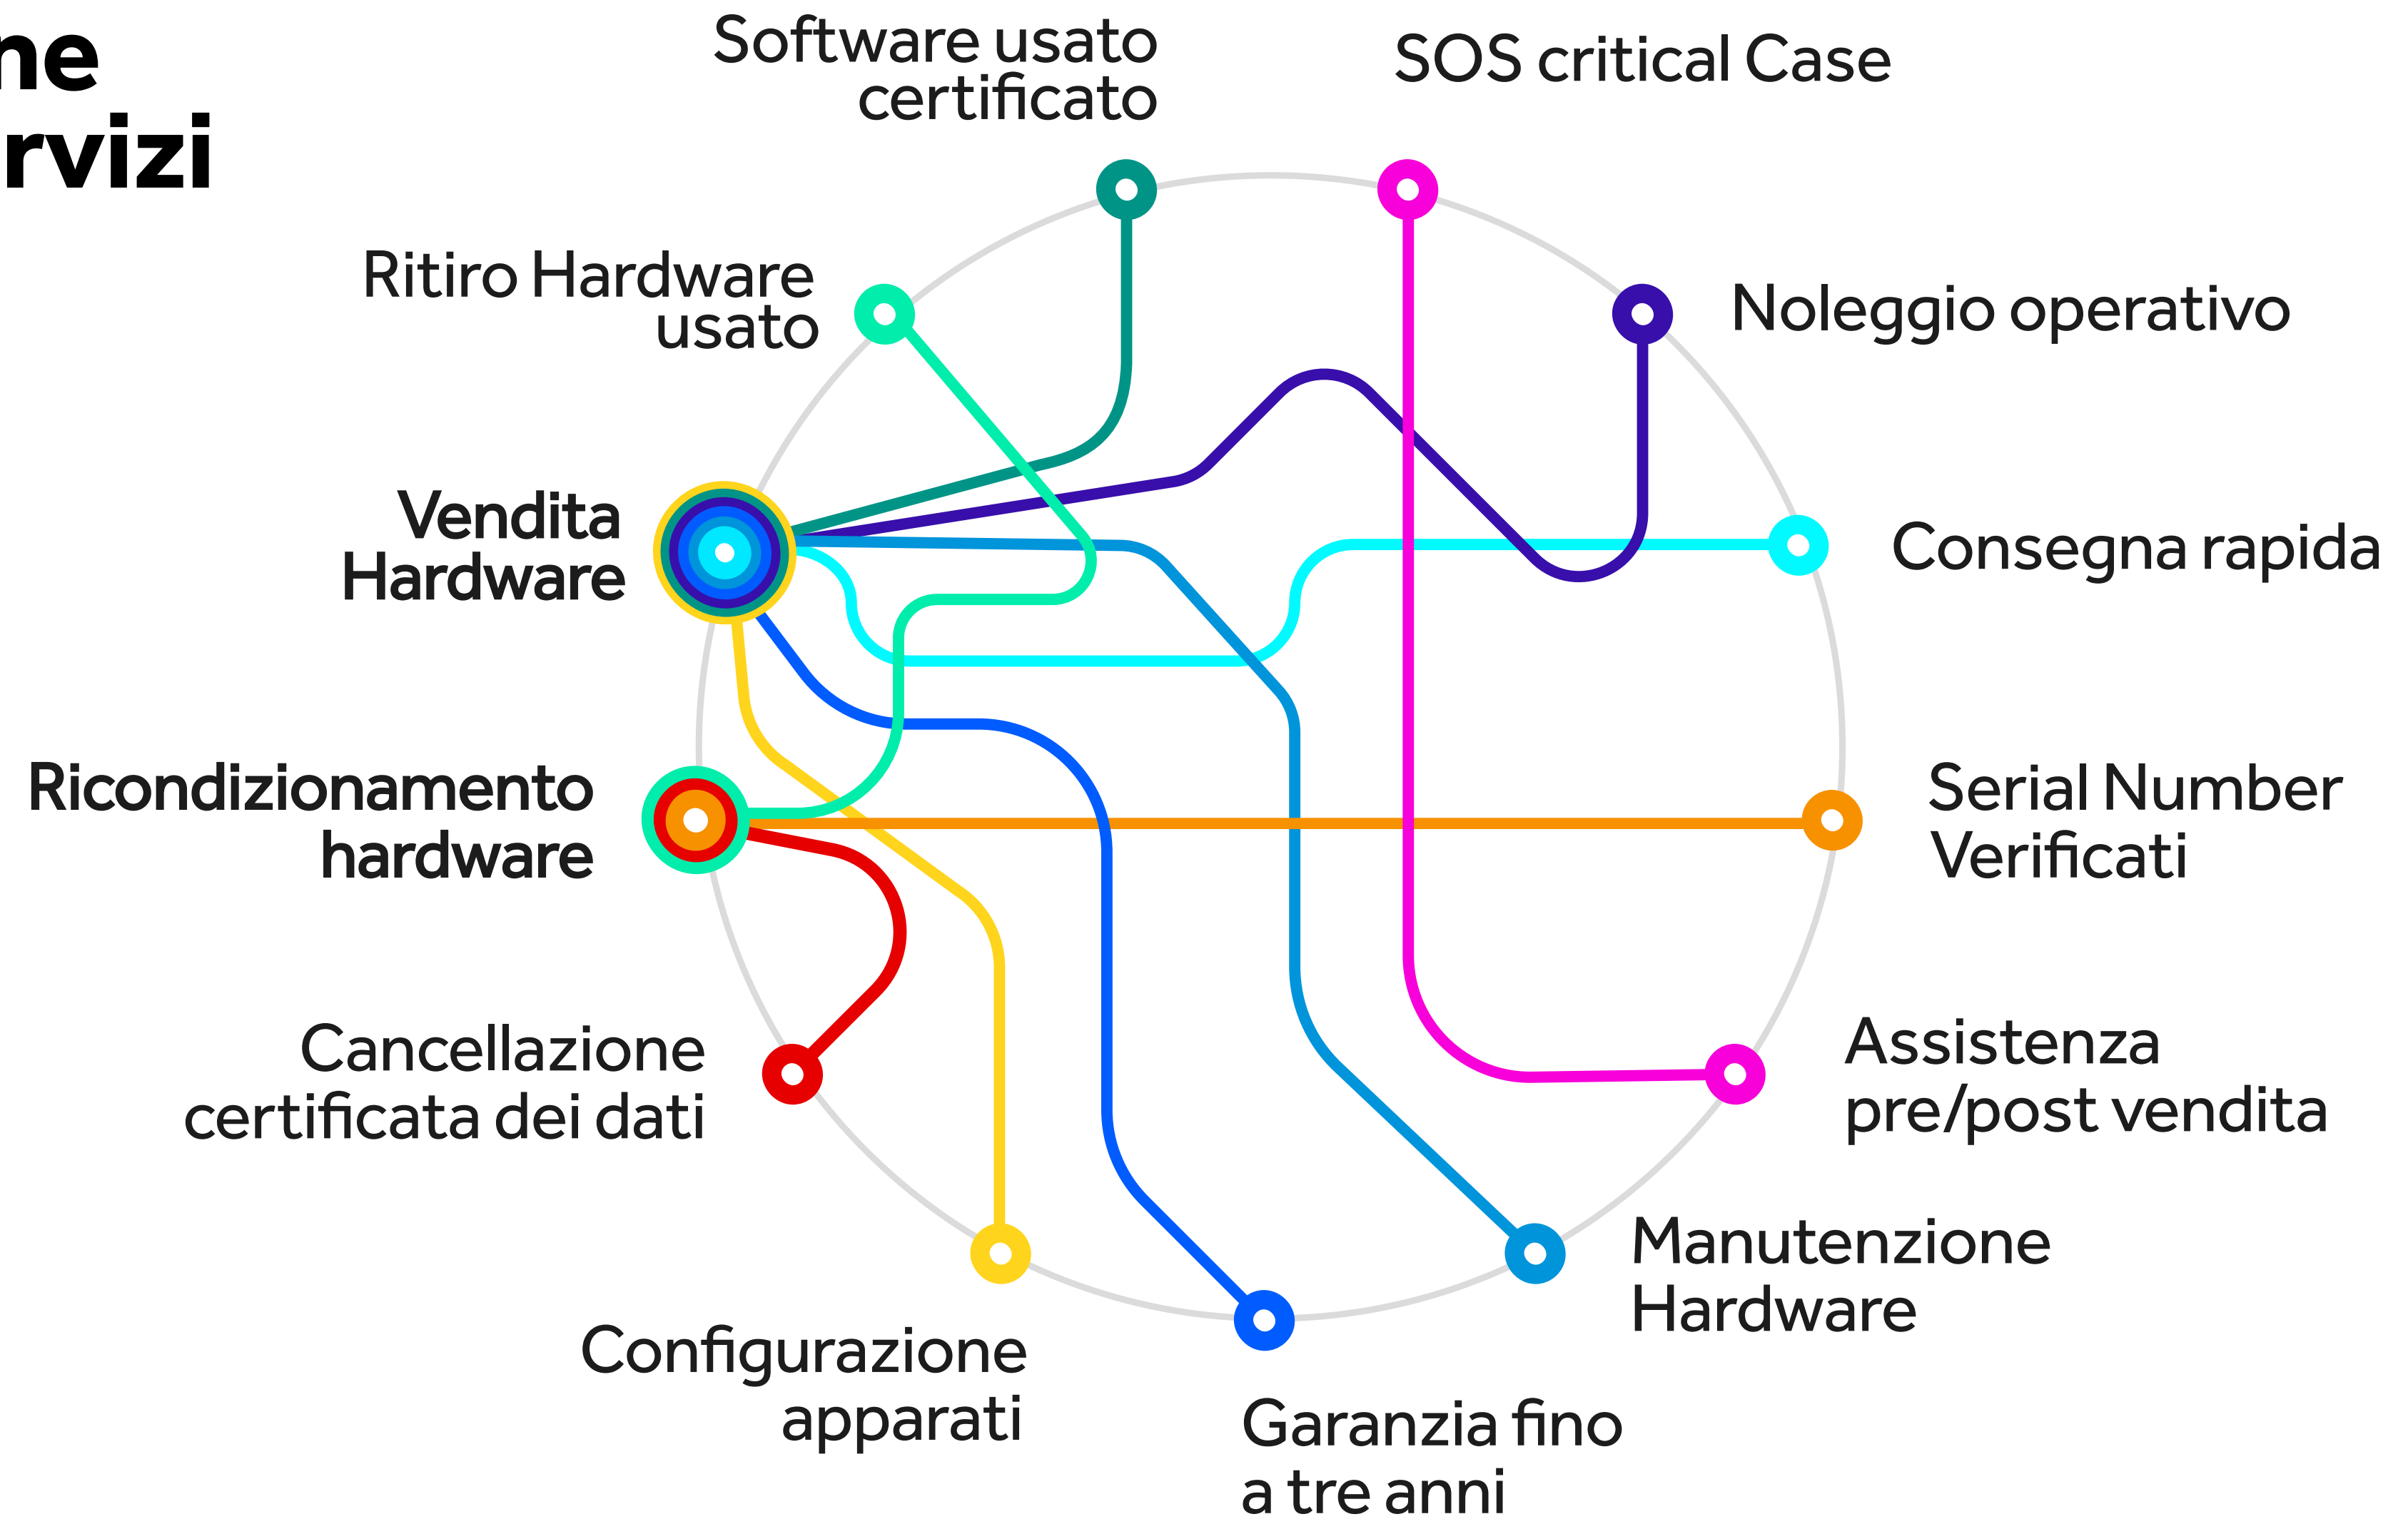 ne
rvizi
Software usato
certificato
SOS critical Case
Ritiro Hardware
usato
Noleggio operativo
Vendita
Hardware
Consegna rapida
Ricondizionamento
hardware
Serial Number
Verificati
Cancellazione
certificata dei dati
Assistenza
pre/post vendita
Manutenzione
Hardware
Configurazione
apparati
Garanzia fino
a tre anni